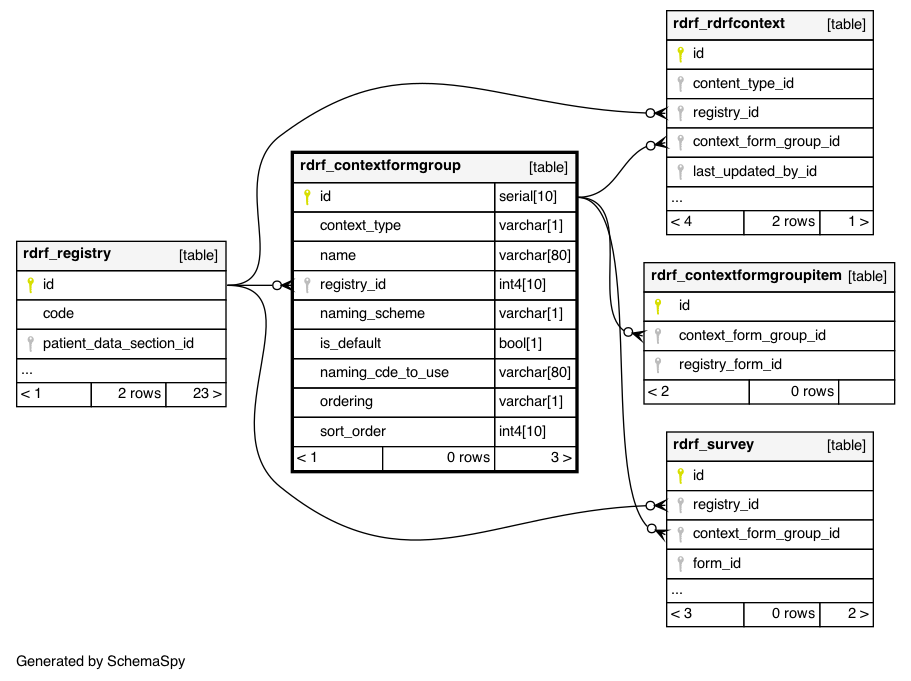 rdrf_registry [table]
id
code
patient_data_section_id
...
< 1 2 rows 23 >
rdrf_contextformgroup [table]
id serial[10]
context_type varchar[1]
name varchar[80]
registry_id int4[10]
naming_scheme varchar[1]
is_default bool[1]
naming_cde_to_use varchar[80]
ordering varchar[1]
sort_order int4[10]
< 1 0 rows 3 >
rdrf_rdrfcontext [table]
id
content_type_id
registry_id
context_form_group_id
last_updated_by_id
...
< 4 2 rows 1 >
rdrf_contextformgroupitem [table]
id
context_form_group_id
registry_form_id
< 2 0 rows
rdrf_survey [table]
id
registry_id
context_form_group_id
form_id
...
< 3 0 rows 2 >
Generated by SchemaSpy